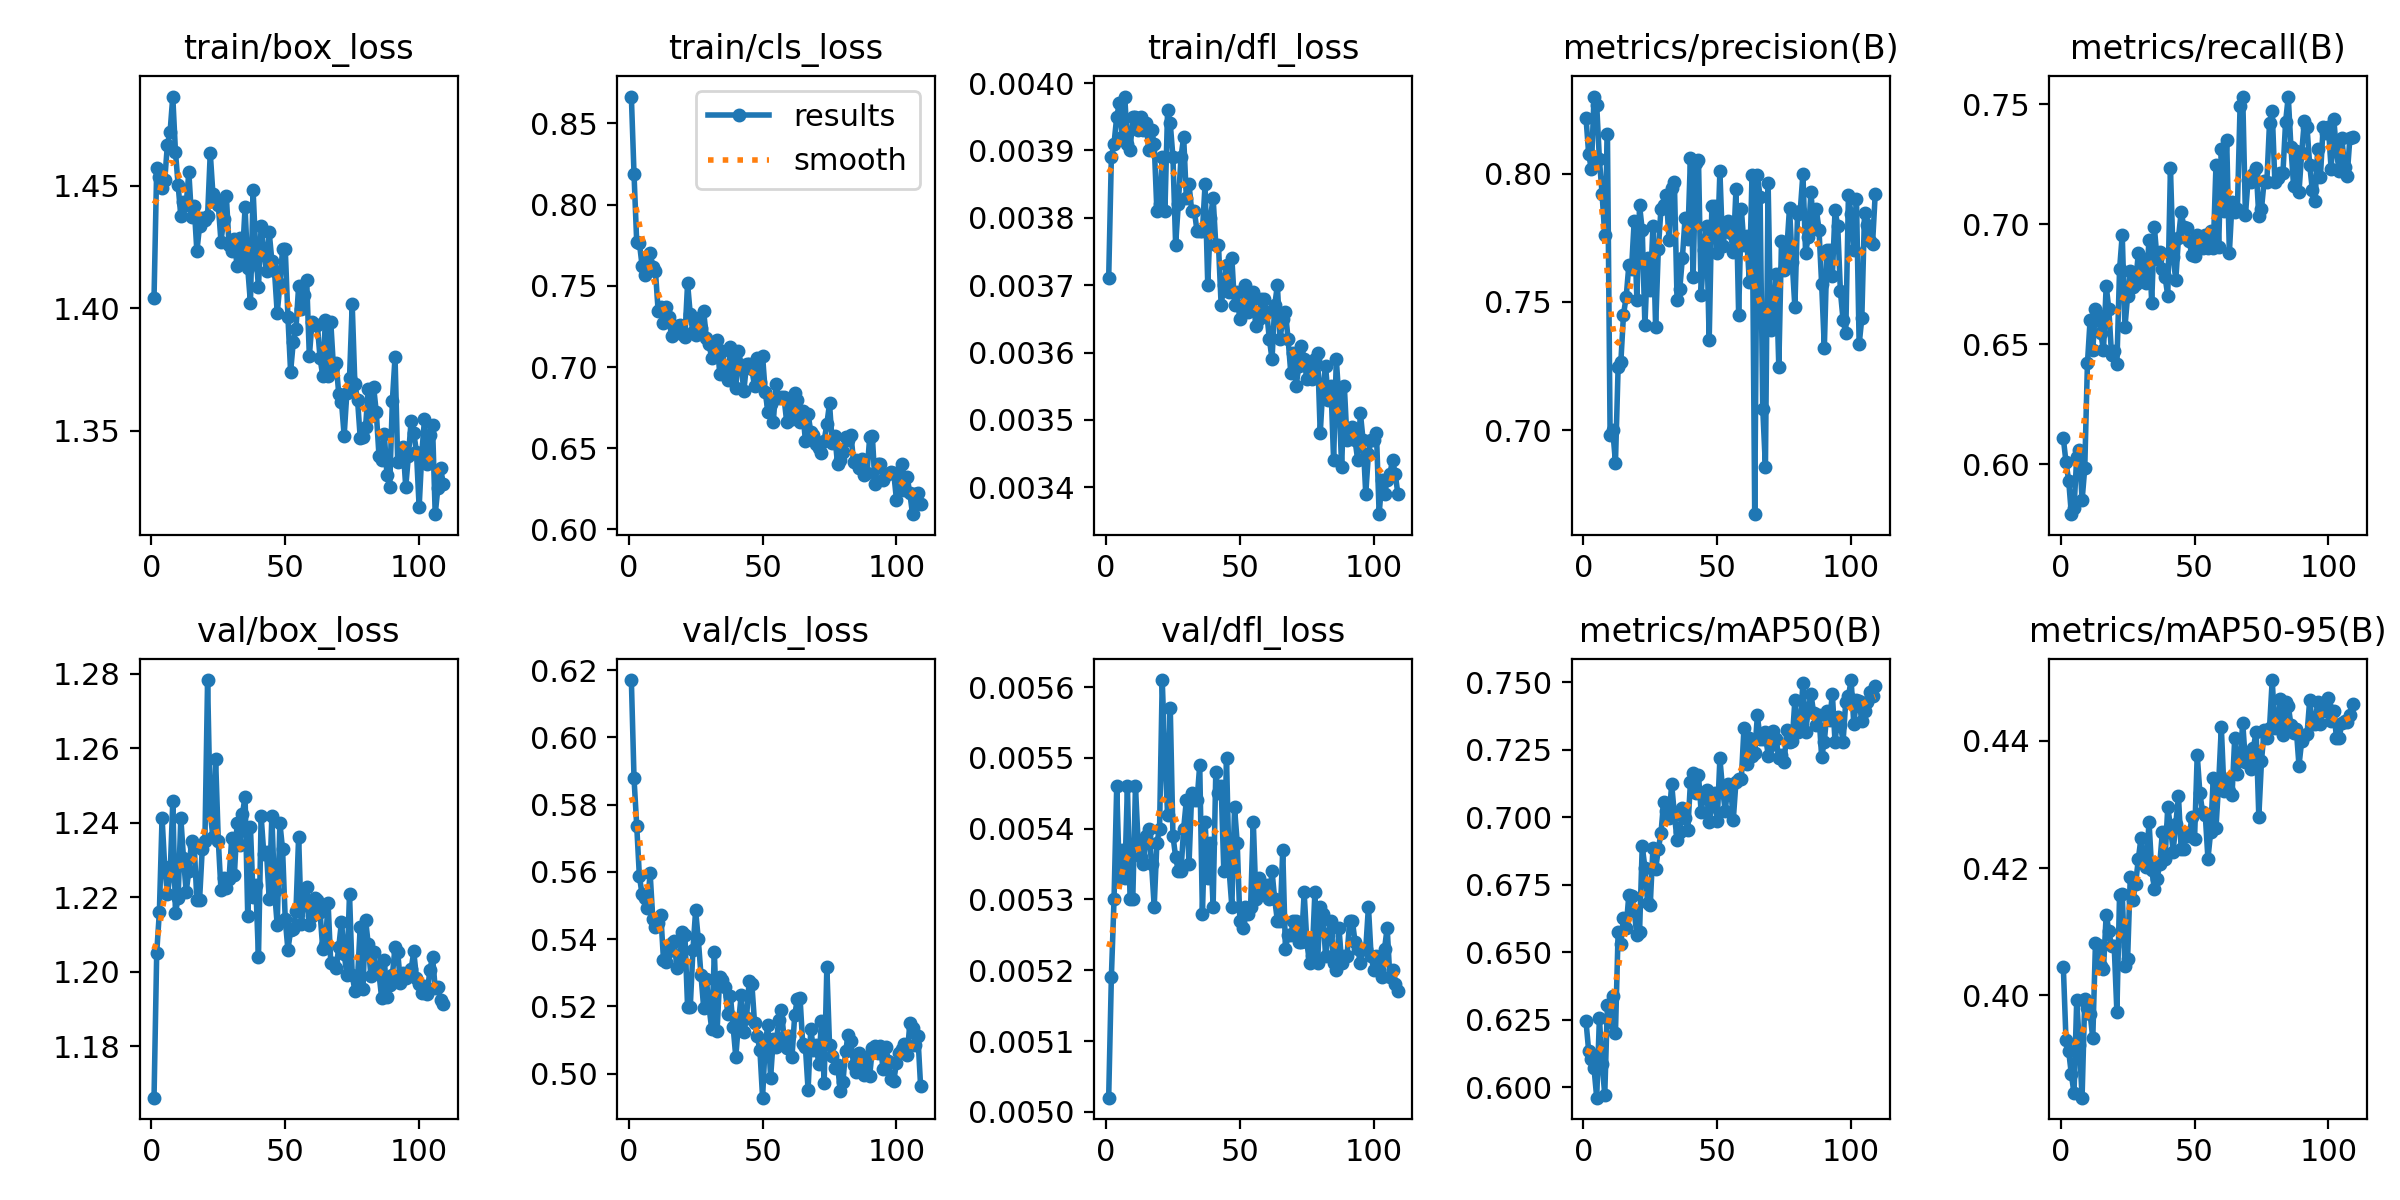 train/box_loss
train/cls_loss
train/dfl_loss
metrics/precision(B)
metrics/recall(B)
1.45
1.40
1.35
0 50 100
0.85
0.80
0.75
0.70
0.65
0.60
results
smooth
0 50 100
0.0040
0.0039
0.0039
0.0038
0.0038
0.0037
0.0036
0.0036
0.0035
0.0035
0.0034
0 50 100
0.80
0.75
0.70
0 50 100
0.75
0.70
0.65
0.60
0 50 100
val/box_loss
val/cls_loss
val/dfl_loss
metrics/mAP50(B)
metrics/mAP50-95(B)
1.28
1.26
1.24
1.22
1.20
1.18
0 50 100
0.62
0.60
0.58
0.56
0.54
0.52
0.50
0 50 100
0.0056
0.0055
0.0054
0.0053
0.0052
0.0051
0.0050
0 50 100
0.750
0.725
0.700
0.675
0.650
0.625
0.600
0 50 100
0.44
0.42
0.40
0 50 100